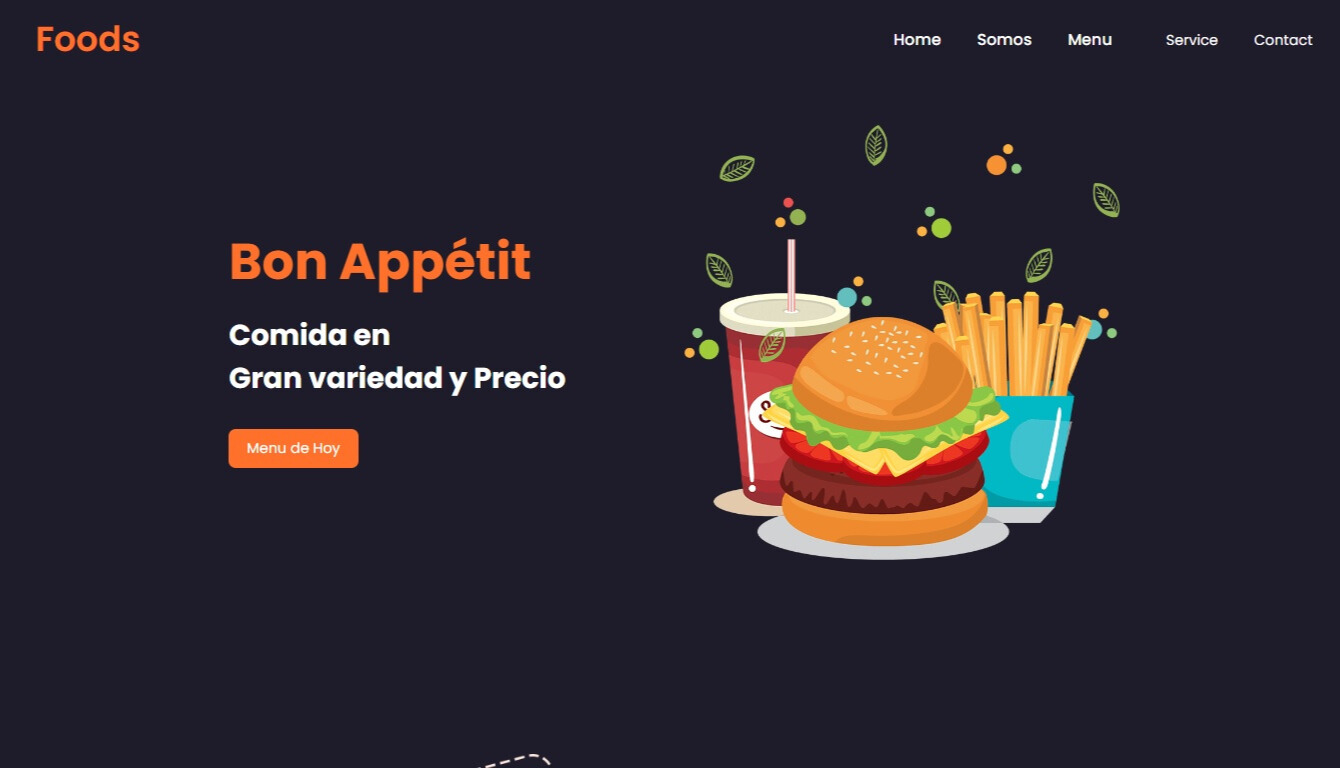 Foods
Home Somos Menu Service Contact
Bon Appétit
Comida en
Gran variedad y Precio
Menu de Hoy